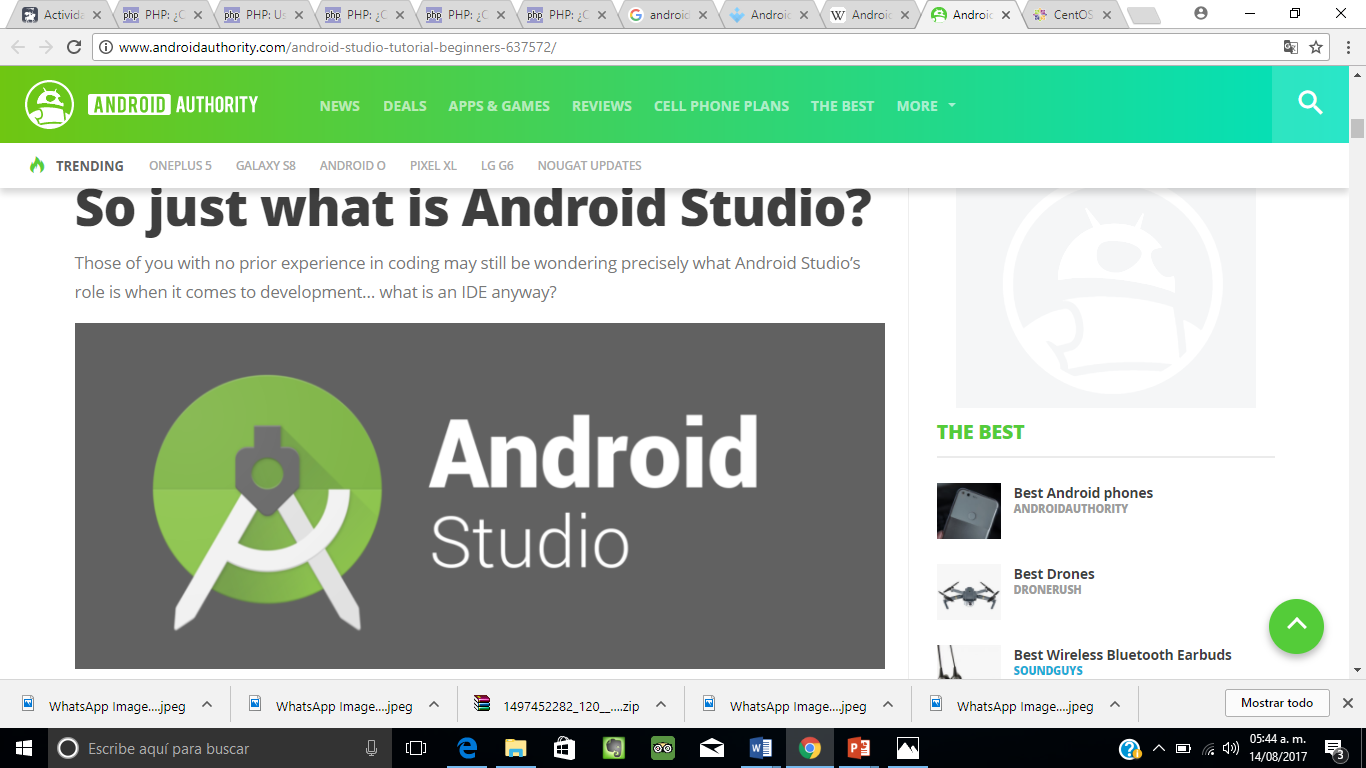 Activida
PHP: ¿C
PHP: Us
PHP: ¿C
PHP: ¿C
PHP: ¿C
android
Android
Android
Android
CentOS
www.androidauthority.com/android-studio-tutorial-beginners-637572/
ANDROID AUTHORITY
NEWS DEALS APPS & GAMES REVIEWS CELL PHONE PLANS THE BEST MORE
TRENDING ONEPLUS 5 GALAXY S8 ANDROID O PIXEL XL LG G6 NOUGAT UPDATES
So just what is Android Studio?
Those of you with no prior experience in coding may still be wondering precisely what Android Studio’s
role is when it comes to development… what is an IDE anyway?
Android
Studio
THE BEST
Best Android phones
ANDROIDAUTHORITY
Best Drones
DRONERUSH
Best Wireless Bluetooth Earbuds
SOUNDGUYS
WhatsApp Image....jpeg
WhatsApp Image....jpeg
1497452282_120__....zip
WhatsApp Image....jpeg
WhatsApp Image....jpeg
Mostrar todo
Escribe aquí para buscar
05:44 a. m.
14/08/2017
3